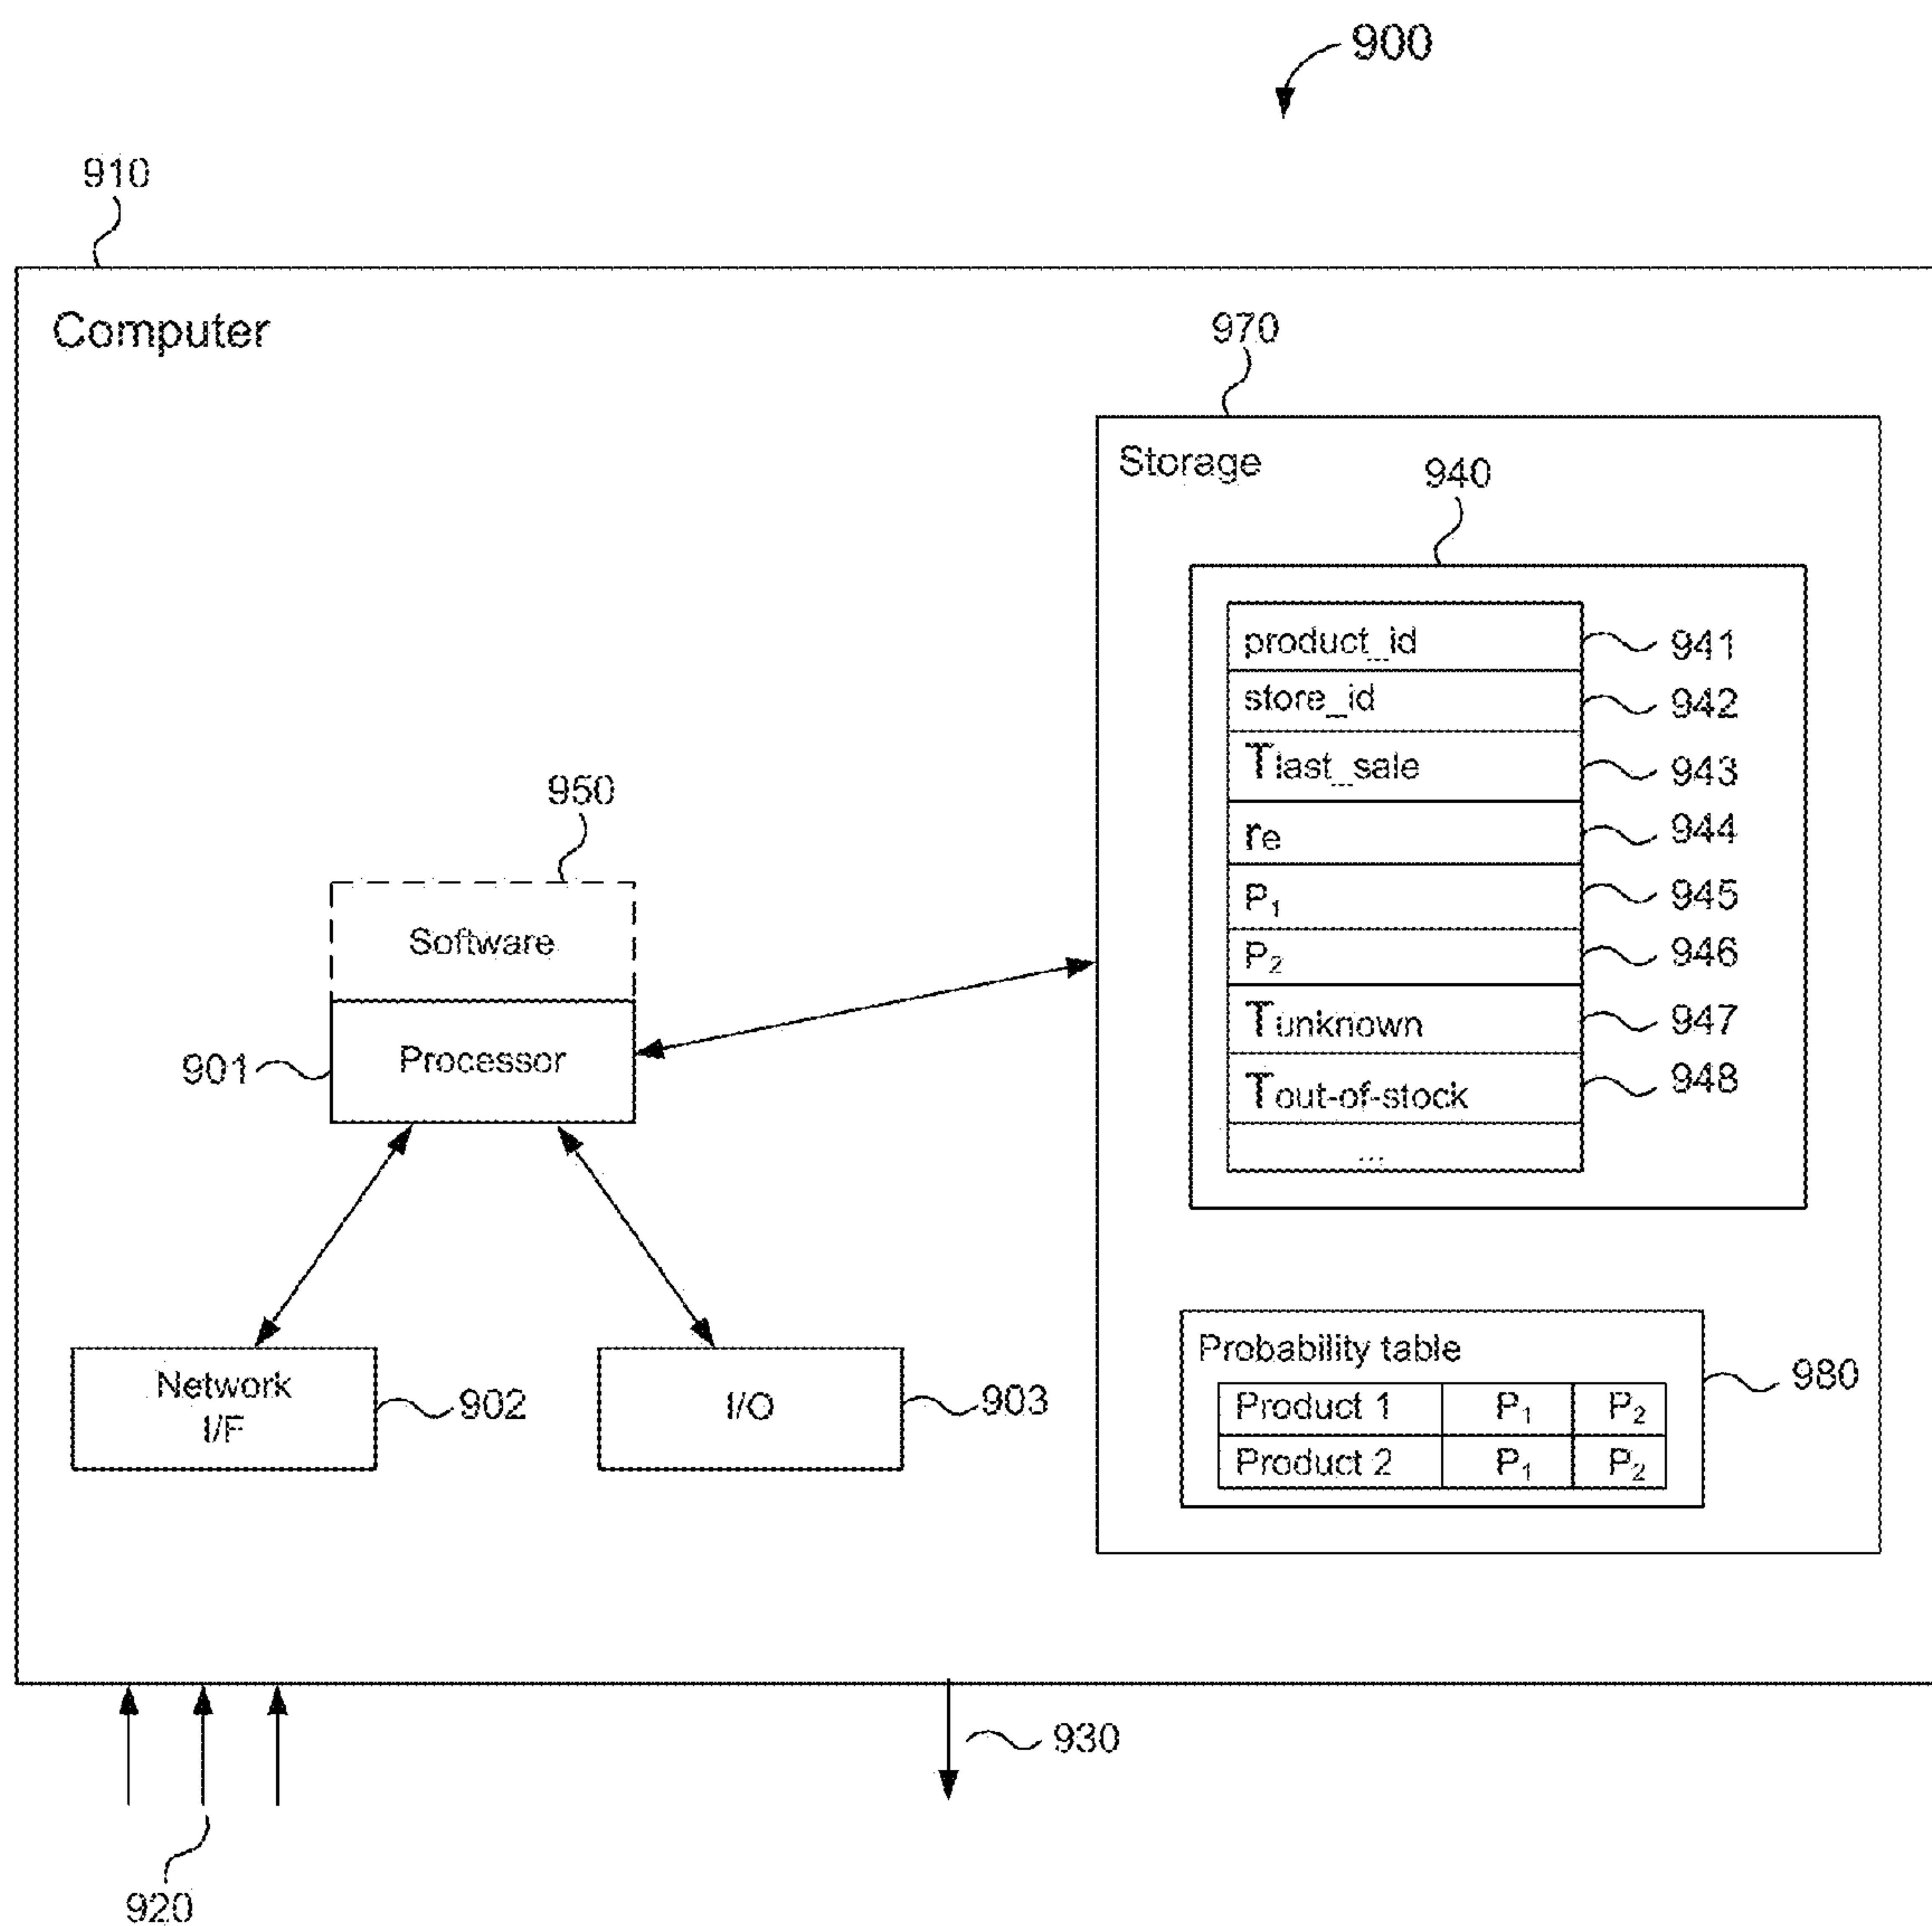 900
910
Computer
970
Storage
940
product_id 941
store_id 942
Tlast_sale 943
re 944
P₁ 945
P₂ 946
Tunknown 947
Tout-of-stock 948
...
950
Software
901 Processor
Network
I/F
902
I/O 903
Probability table
980
Product 1 P₁ P₂
Product 2 P₁ P₂
930
920